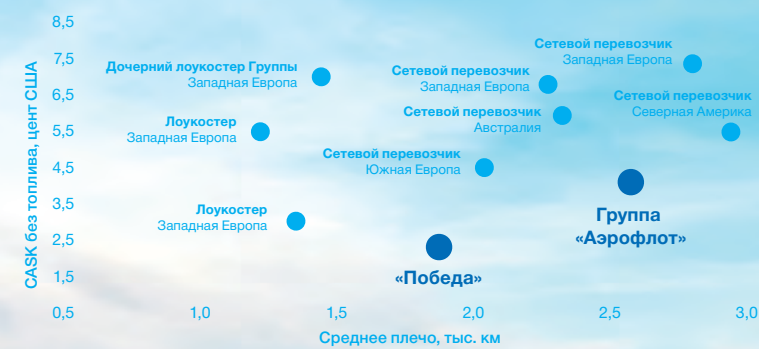 8,5
7,5
6,5
5,5
4,5
3,5
2,5
1,5
0,5
CASK без топлива, цент США
Дочерний лоукостер Группы
Западная Европа
Лоукостер
Западная Европа
Лоукостер
Западная Европа
Сетевой перевозчик
Западная Европа
Сетевой перевозчик
Западная Европа
Сетевой перевозчик
Австралия
Сетевой перевозчик
Северная Америка
Сетевой перевозчик
Южная Европа
Группа
«Аэрофлот»
«Победа»
1,0
1,5
2,0
2,5
3,0
Среднее плечо, тыс. км